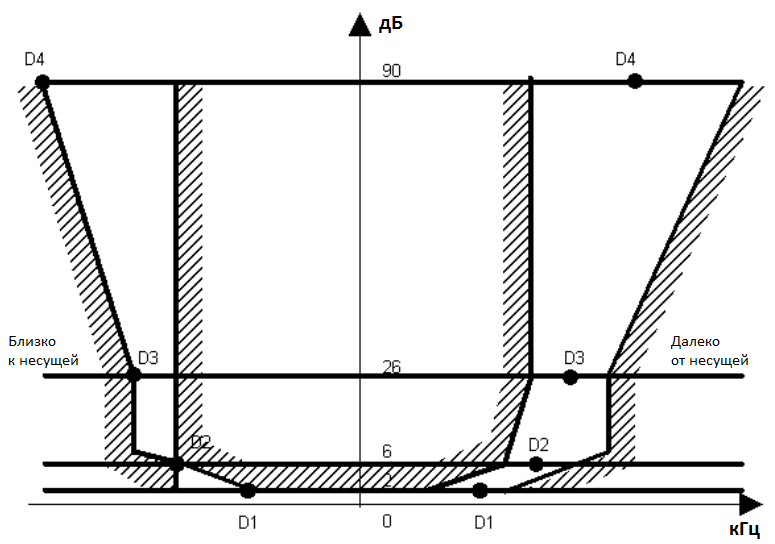 дБ
D4
D4
90
Близко
к несущей
Далеко
от несущей
D3
26
D3
D2
6
D2
2
D1
0
D1
кГц